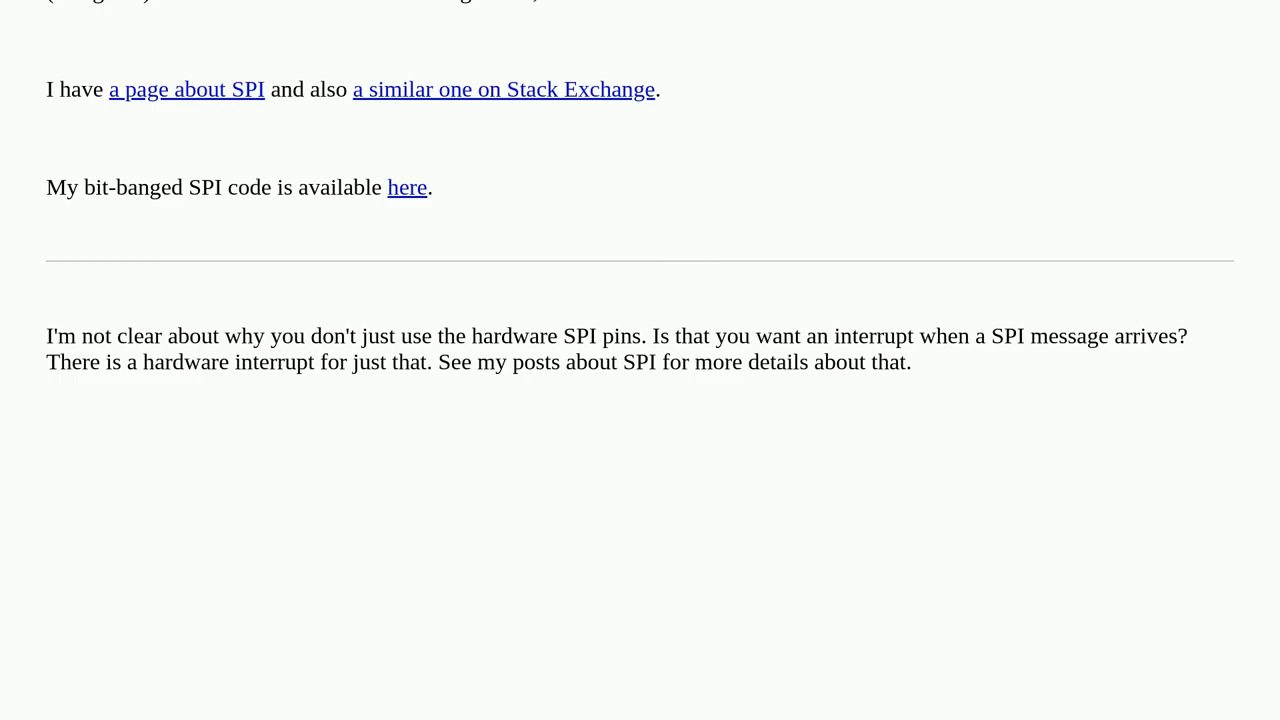 I have a page about SPI and also a similar one on Stack Exchange.
My bit-banged SPI code is available here.
I'm not clear about why you don't just use the hardware SPI pins. Is that you want an interrupt when a SPI message arrives?
There is a hardware interrupt for just that. See my posts about SPI for more details about that.